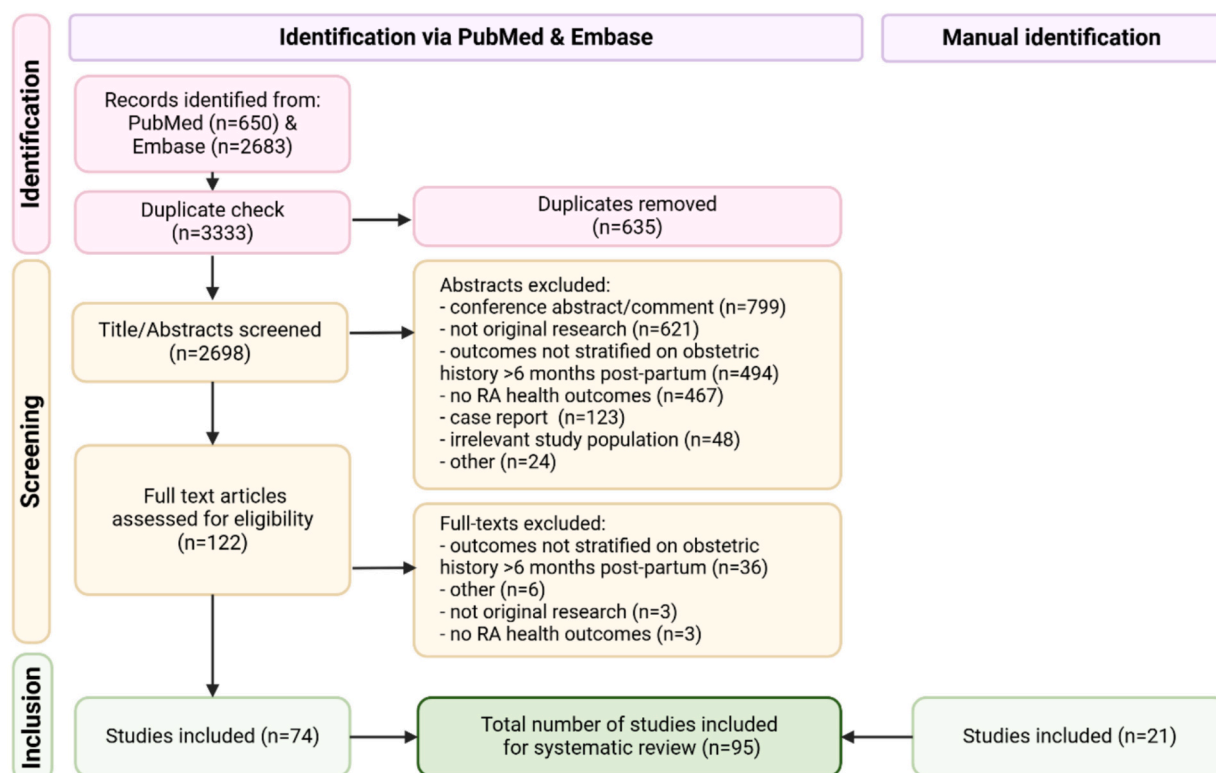 Identification via PubMed & Embase
Manual identification
Identification
Records identified from:
PubMed (n=650) &
Embase (n=2683)
Duplicate check
(n=3333)
Duplicates removed
(n=635)
Screening
Title/Abstracts screened
(n=2698)
Abstracts excluded:
- conference abstract/comment (n=799)
- not original research (n=621)
- outcomes not stratified on obstetric
history >6 months post-partum (n=494)
- no RA health outcomes (n=467)
- case report  (n=123)
- irrelevant study population (n=48)
- other (n=24)
Full text articles
assessed for eligibility
(n=122)
Full-texts excluded:
- outcomes not stratified on obstetric
history >6 months post-partum (n=36)
- other (n=6)
- not original research (n=3)
- no RA health outcomes (n=3)
Inclusion
Studies included (n=74)
Total number of studies included
for systematic review (n=95)
Studies included (n=21)